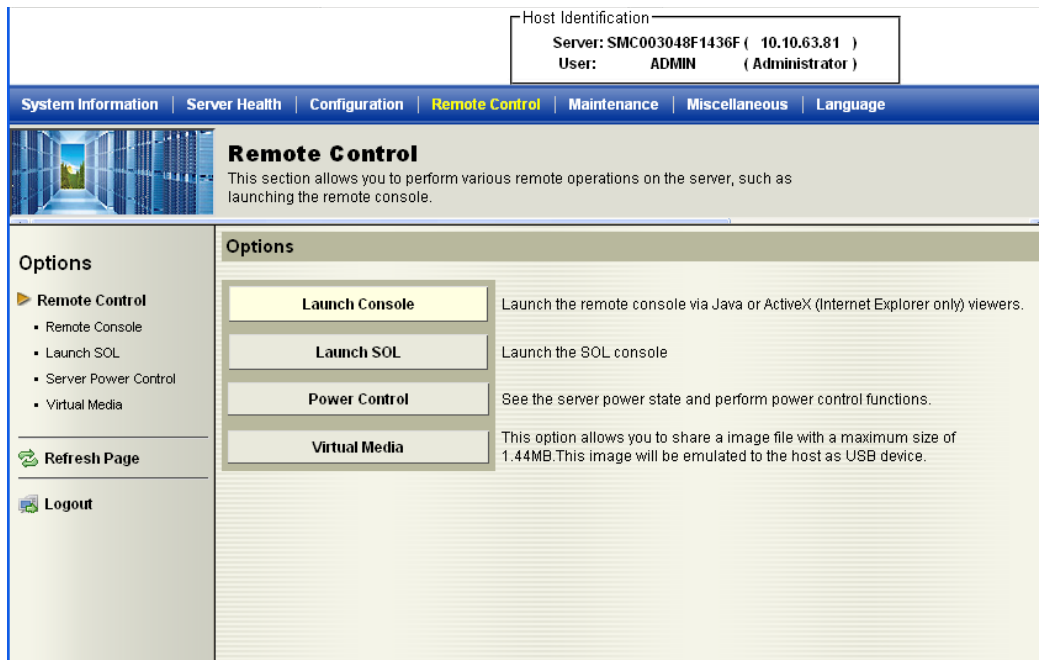 Host Identification
Server: SMC003048F1436F ( 10.10.63.81 )
User: ADMIN ( Administrator )
System Information | Server Health | Configuration | Remote Control | Maintenance | Miscellaneous | Language
Remote Control
This section allows you to perform various remote operations on the server, such as
launching the remote console.
Options
Remote Control
Remote Console
Launch SOL
Server Power Control
Virtual Media
Refresh Page
Logout
Options
Launch Console
Launch the remote console via Java or ActiveX (Internet Explorer only) viewers.
Launch SOL
Launch the SOL console
Power Control
See the server power state and perform power control functions.
Virtual Media
This option allows you to share a image file with a maximum size of
1.44MB.This image will be emulated to the host as USB device.